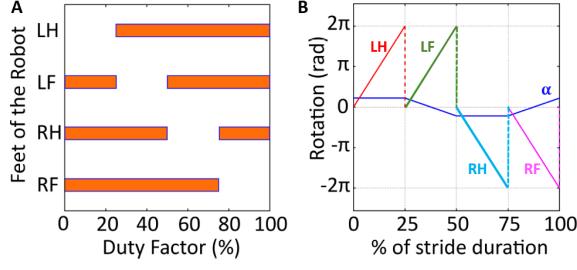 A
Feet of the Robot
LH
LF
RH
RF
0 20 40 60 80 100
Duty Factor (%)
B
Rotation (rad)
2π
π
0
-π
-2π
LH
LF
α
RH
RF
0 25 50 75 100
% of stride duration